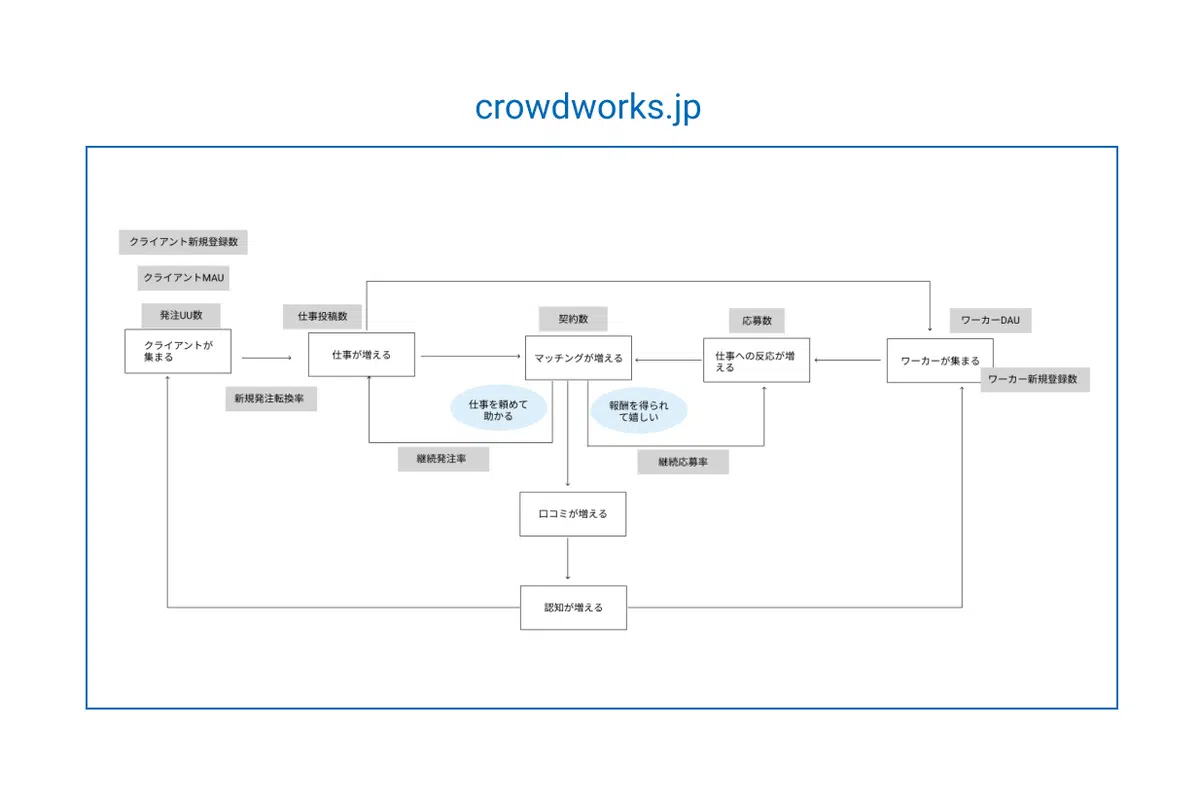 crowdworks.jp
クライアント新規登録数
クライアントMAU
発注UU数
クライアントが
集まる
新規発注転換率
仕事投稿数
仕事が増える
契約数
マッチングが増える
応募数
仕事への反応が増
える
ワーカーDAU
ワーカーが集まる
ワーカー新規登録数
仕事を頼めて
助かる
報酬を得られ
て嬉しい
継続発注率
継続応募率
口コミが増える
認知が増える